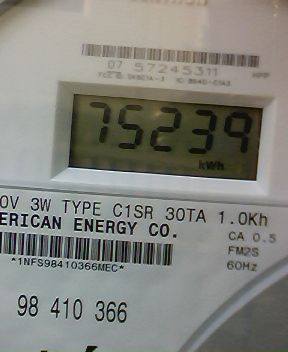 07 57245311
75239
kWh
0V 3W TYPE C1SR 30TA 1.0Kh
ERICAN ENERGY CO.
CA 0.5
FM2S
60Hz
*1NFS98410366MEC*
98 410 366